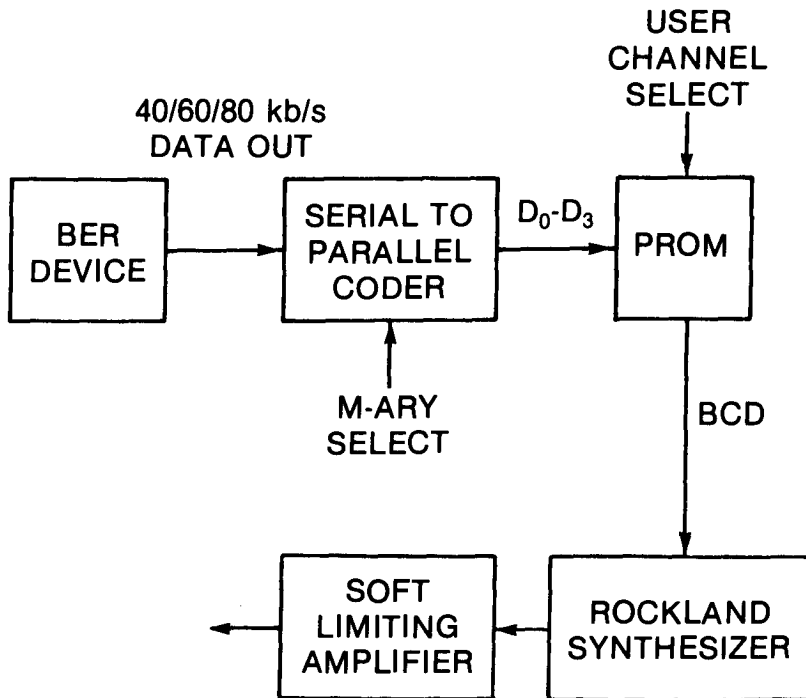 USER
CHANNEL
SELECT
40/60/80 kb/s
DATA OUT
BER
DEVICE
SERIAL TO
PARALLEL
CODER
D₀-D₃
PROM
M-ARY
SELECT
BCD
SOFT
LIMITING
AMPLIFIER
ROCKLAND
SYNTHESIZER